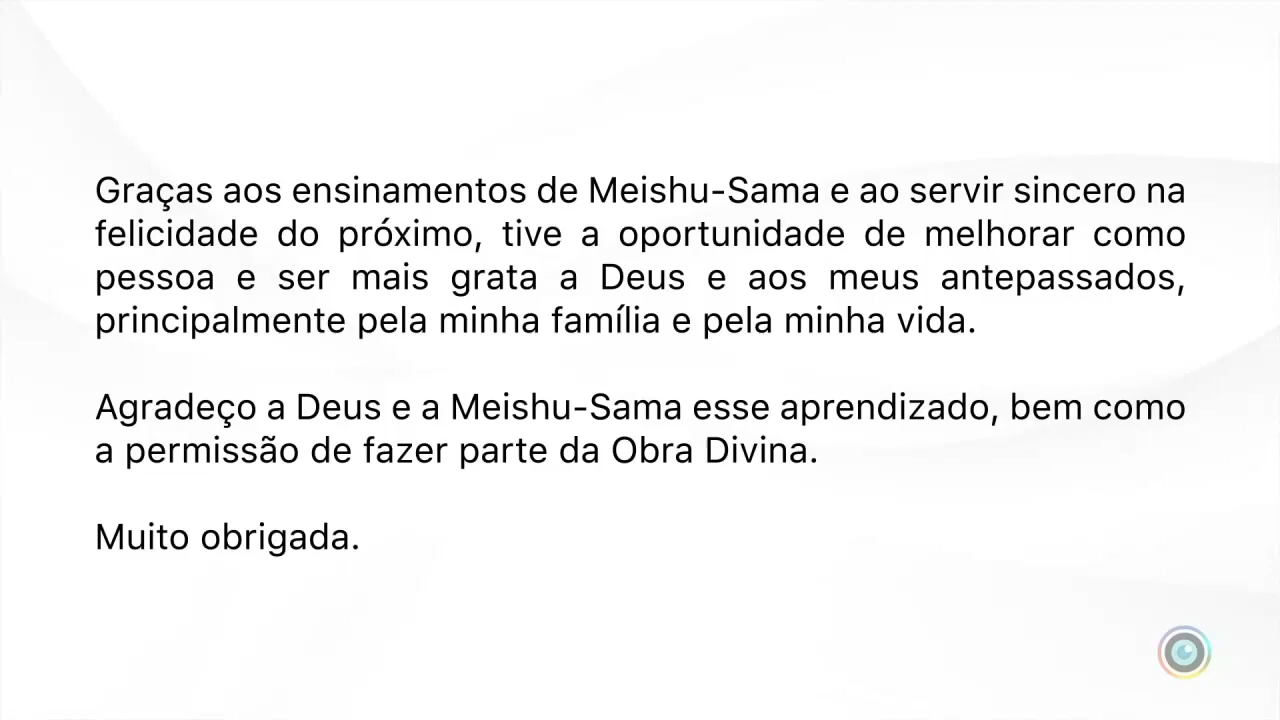 Graças aos ensinamentos de Meishu-Sama e ao servir sincero na
felicidade do próximo, tive a oportunidade de melhorar como
pessoa e ser mais grata a Deus e aos meus antepassados,
principalmente pela minha família e pela minha vida.
Agradeço a Deus e a Meishu-Sama esse aprendizado, bem como
a permissão de fazer parte da Obra Divina.
Muito obrigada.